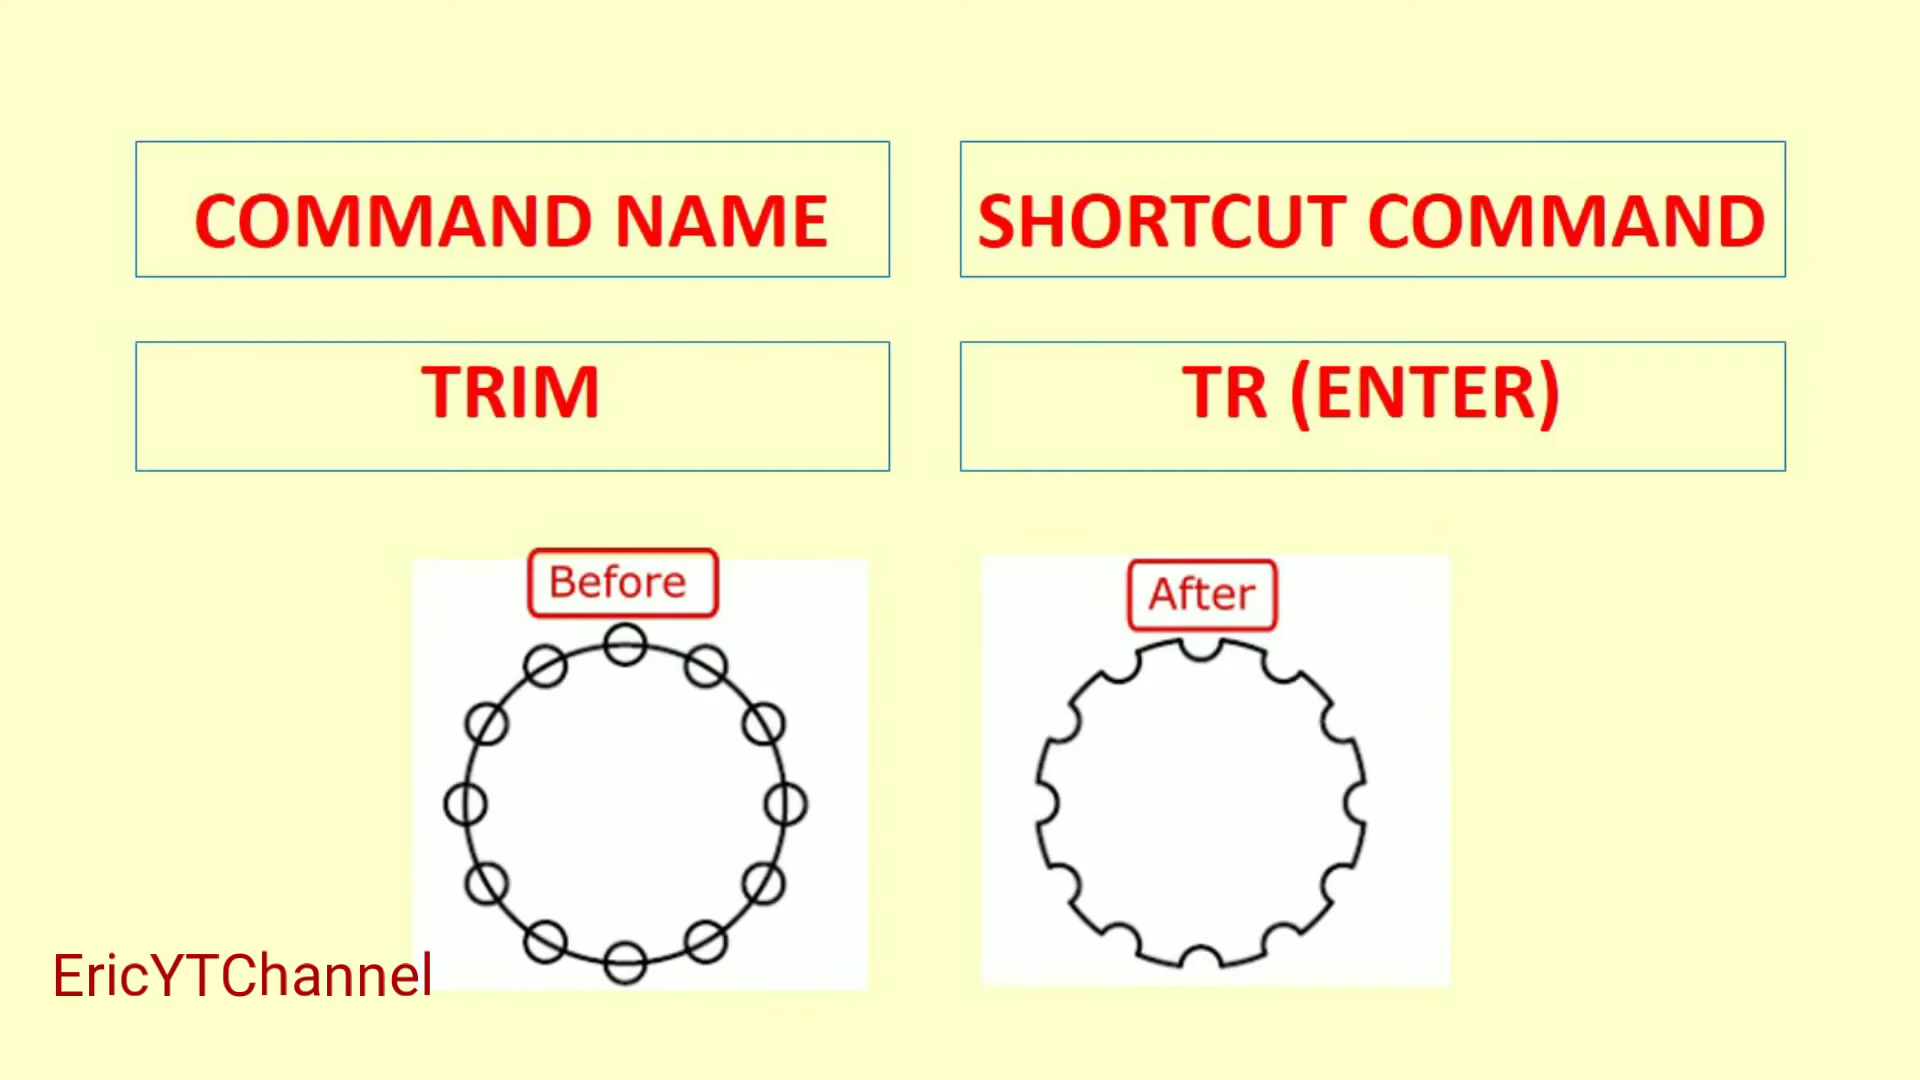 COMMAND NAME
SHORTCUT COMMAND
TRIM
TR (ENTER)
Before
After
EricYTChannel